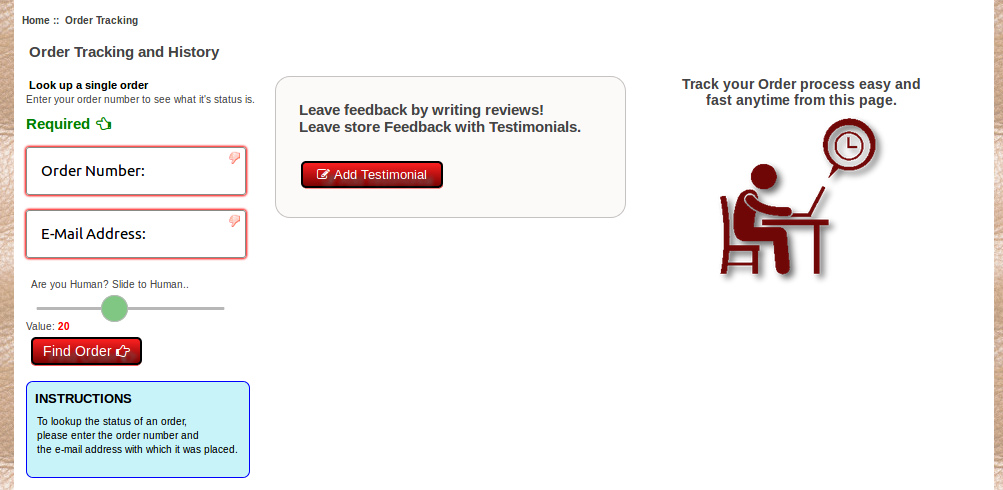 Home :: Order Tracking
Order Tracking and History
Look up a single order
Enter your order number to see what it's status is.
Required
Order Number:
E-Mail Address:
Are you Human? Slide to Human..
Value: 20
Find Order
INSTRUCTIONS
To lookup the status of an order,
please enter the order number and
the e-mail address with which it was placed.
Leave feedback by writing reviews!
Leave store Feedback with Testimonials.
Add Testimonial
Track your Order process easy and
fast anytime from this page.